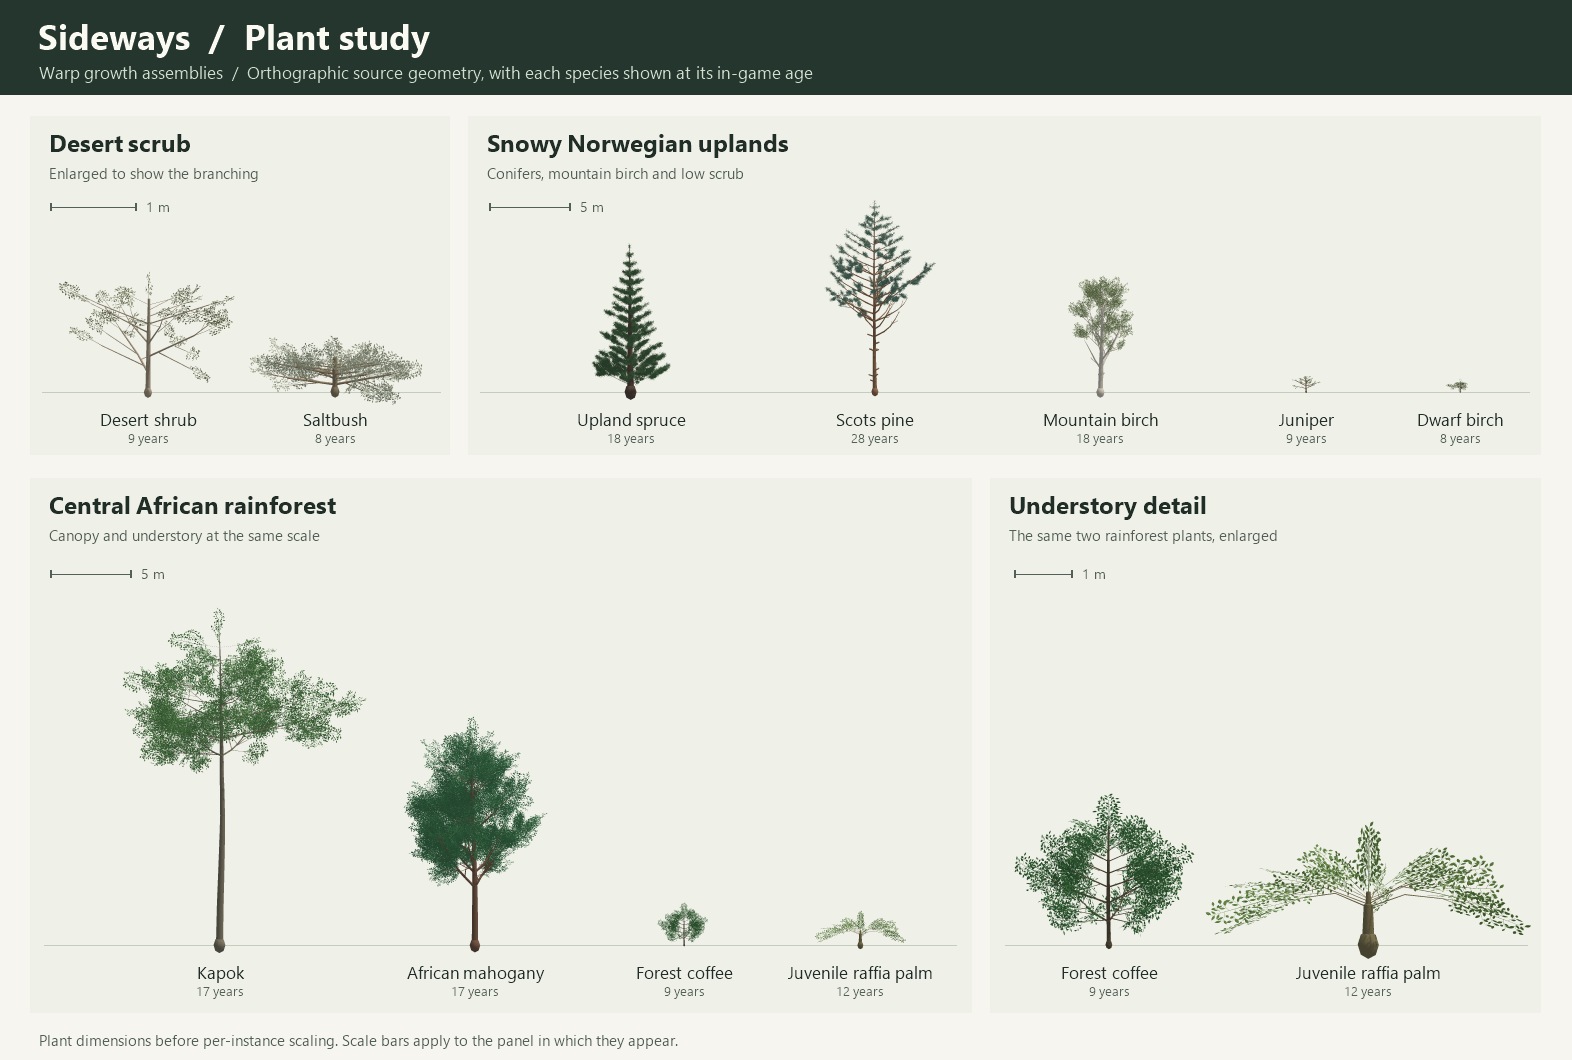 Sideways / Plant study
Warp growth assemblies / Orthographic source geometry, with each species shown at its in-game age
Desert scrub
Enlarged to show the branching
1 m
Desert shrub
9 years
Saltbush
8 years
Snowy Norwegian uplands
Conifers, mountain birch and low scrub
5 m
Upland spruce
18 years
Scots pine
28 years
Mountain birch
18 years
Juniper
9 years
Dwarf birch
8 years
Central African rainforest
Canopy and understory at the same scale
5 m
Kapok
17 years
African mahogany
17 years
Forest coffee
9 years
Juvenile raffia palm
12 years
Understory detail
The same two rainforest plants, enlarged
1 m
Forest coffee
9 years
Juvenile raffia palm
12 years
Plant dimensions before per-instance scaling. Scale bars apply to the panel in which they appear.